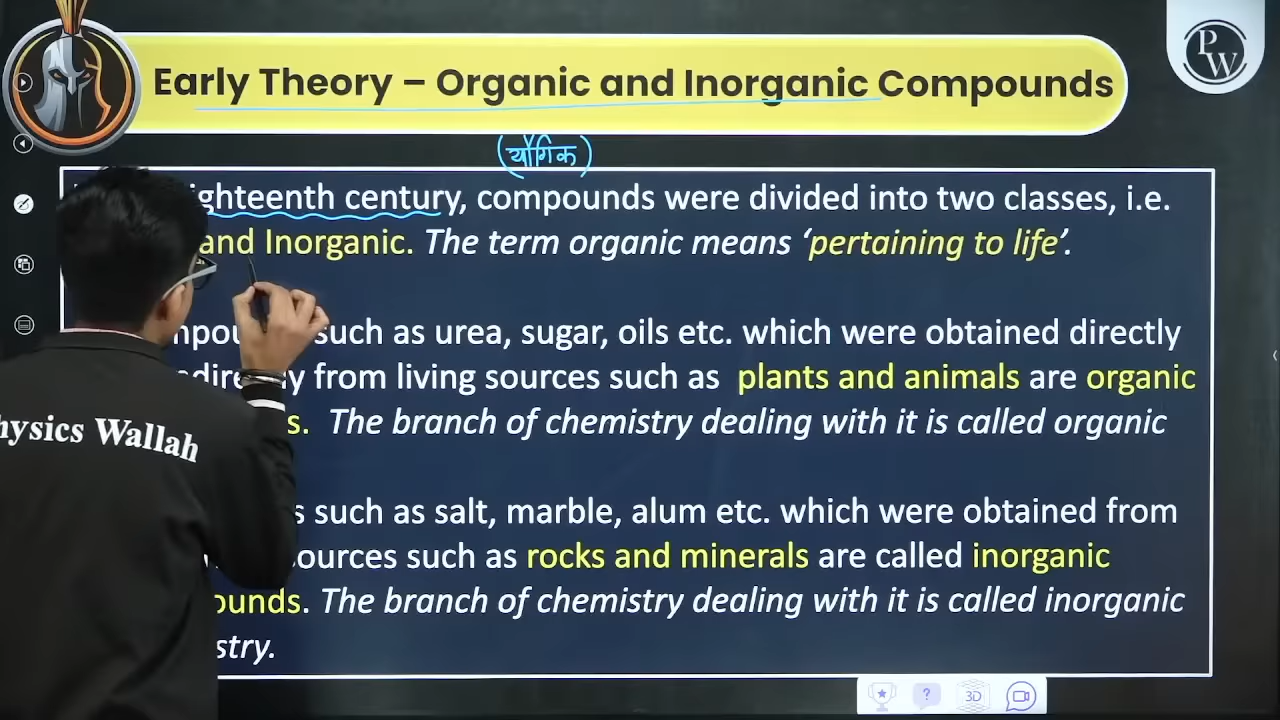 Early Theory – Organic and Inorganic Compounds
PW
(यौगिक)
ighteenth century, compounds were divided into two classes, i.e.
and Inorganic. The term organic means ‘pertaining to life’.
such as urea, sugar, oils etc. which were obtained directly
from living sources such as plants and animals are organic
The branch of chemistry dealing with it is called organic
such as salt, marble, alum etc. which were obtained from
sources such as rocks and minerals are called inorganic
ounds. The branch of chemistry dealing with it is called inorganic
stry.
hysics Wallah
3D